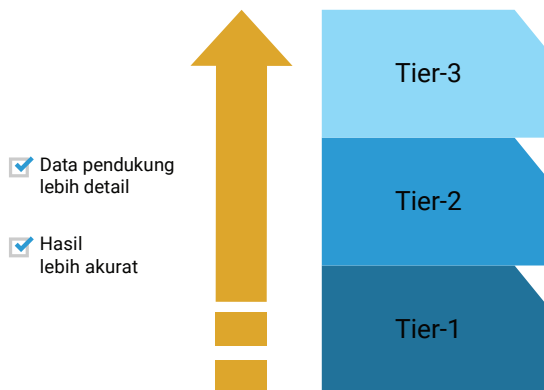 Data pendukung
lebih detail
Hasil
lebih akurat
Tier-3
Tier-2
Tier-1